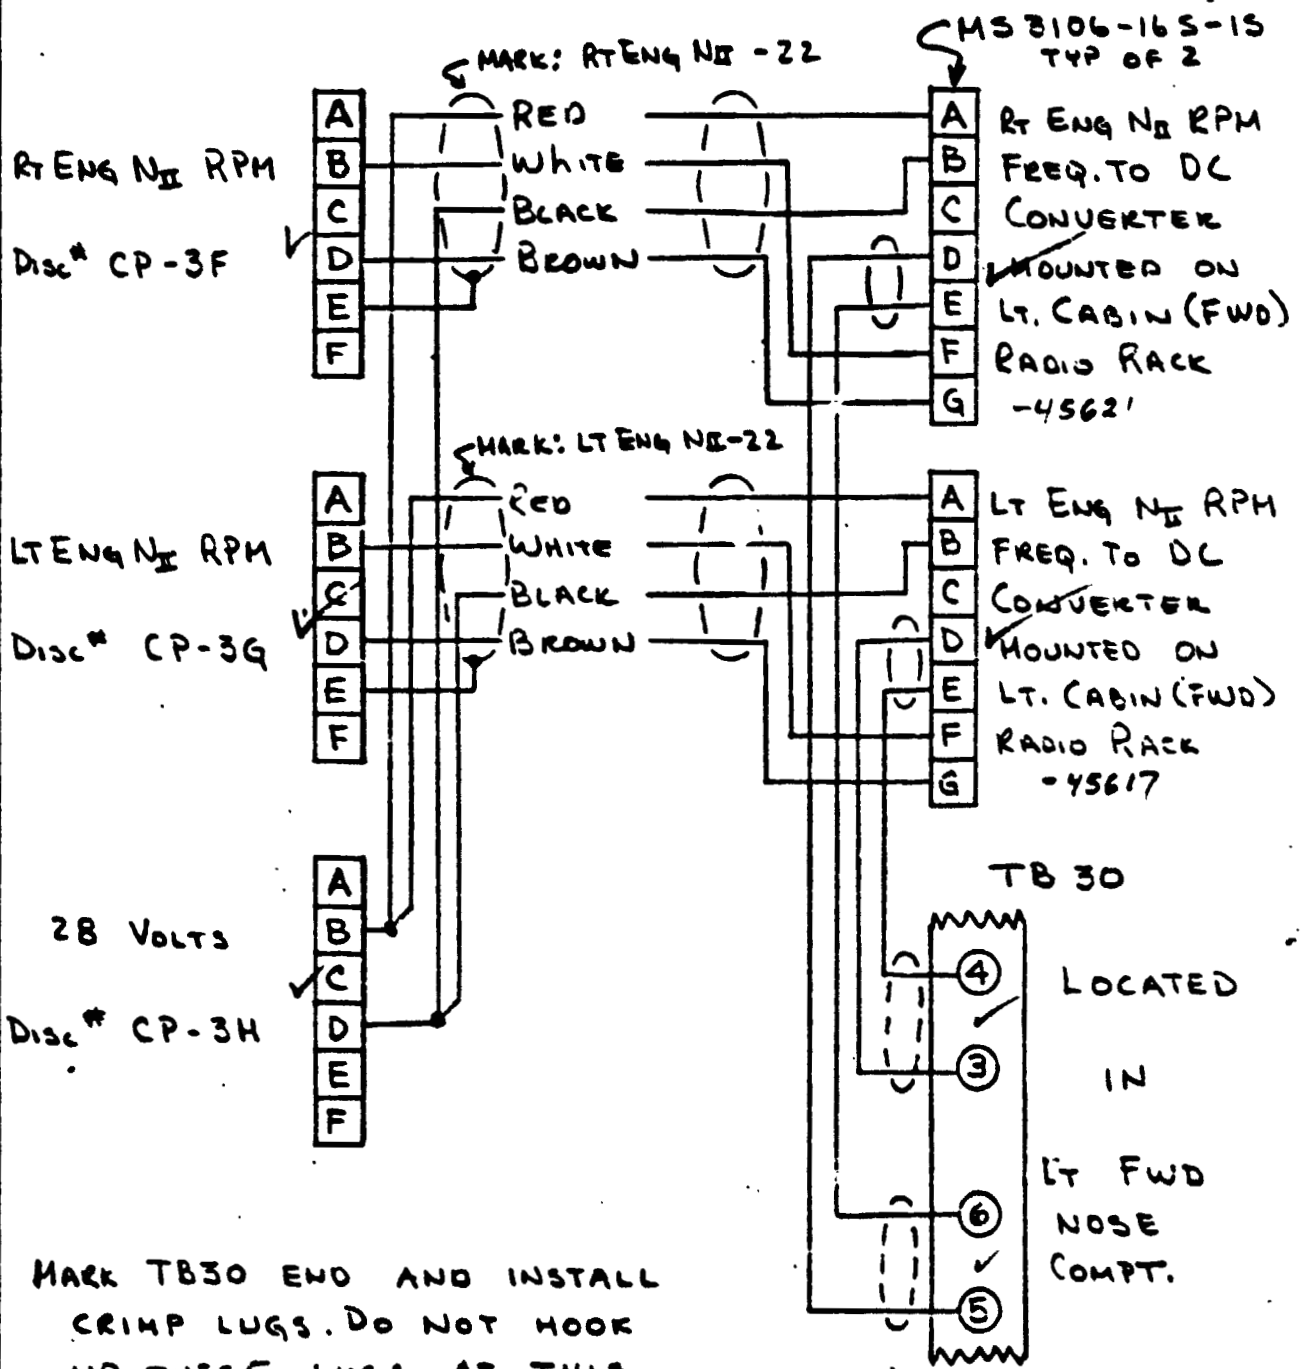 MS3106-16S-1S
TYP OF 2
MARK: RT ENG NII -22
RT ENG NII RPM
Disc# CP-3F
A
B
C
D
E
F
RED
WHITE
BLACK
BROWN
A
B
C
D
E
F
G
RT ENG NII RPM
FREQ. TO DC
CONVERTER
MOUNTED ON
LT. CABIN (FWD)
RADIO RACK
-45621
MARK: LT ENG NII-22
LT ENG NII RPM
Disc# CP-3G
A
B
C
D
E
F
RED
WHITE
BLACK
BROWN
A
B
C
D
E
F
G
LT ENG NII RPM
FREQ. TO DC
CONVERTER
MOUNTED ON
LT. CABIN (FWD)
RADIO RACK
-45617
28 VOLTS
Disc# CP-3H
A
B
C
D
E
F
TB 30
4
3
6
5
LOCATED
IN
LT FWD
NOSE
COMPT.
MARK TB30 END AND INSTALL
CRIMP LUGS. DO NOT HOOK